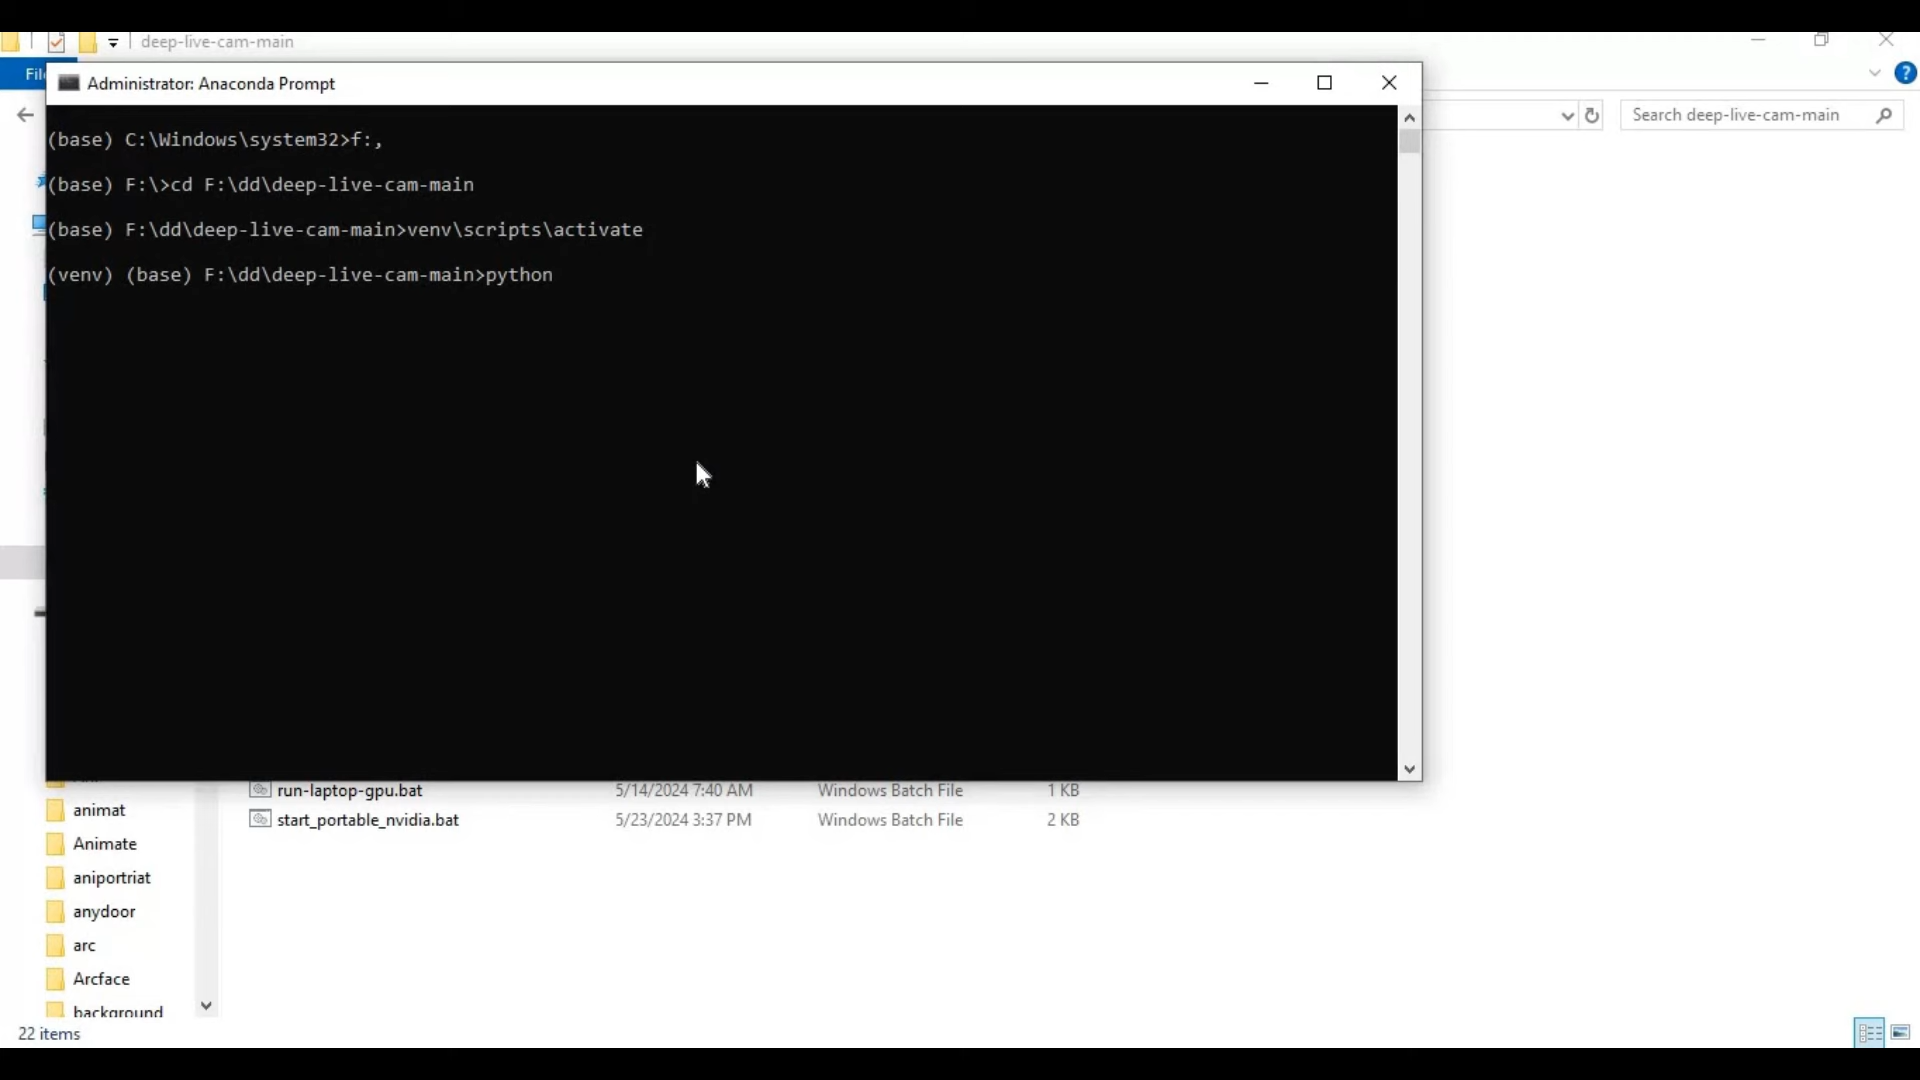 deep-live-cam-main
File
Administrator: Anaconda Prompt
Search deep-live-cam-main
(base) C:\Windows\system32>f:,
(base) F:\>cd F:\dd\deep-live-cam-main
(base) F:\dd\deep-live-cam-main>venv\scripts\activate
(venv) (base) F:\dd\deep-live-cam-main>python
run-laptop-gpu.bat 5/14/2024 7:40 AM Windows Batch File 1 KB
start_portable_nvidia.bat 5/23/2024 3:37 PM Windows Batch File 2 KB
animat
Animate
aniportriat
anydoor
arc
Arcface
background
22 items